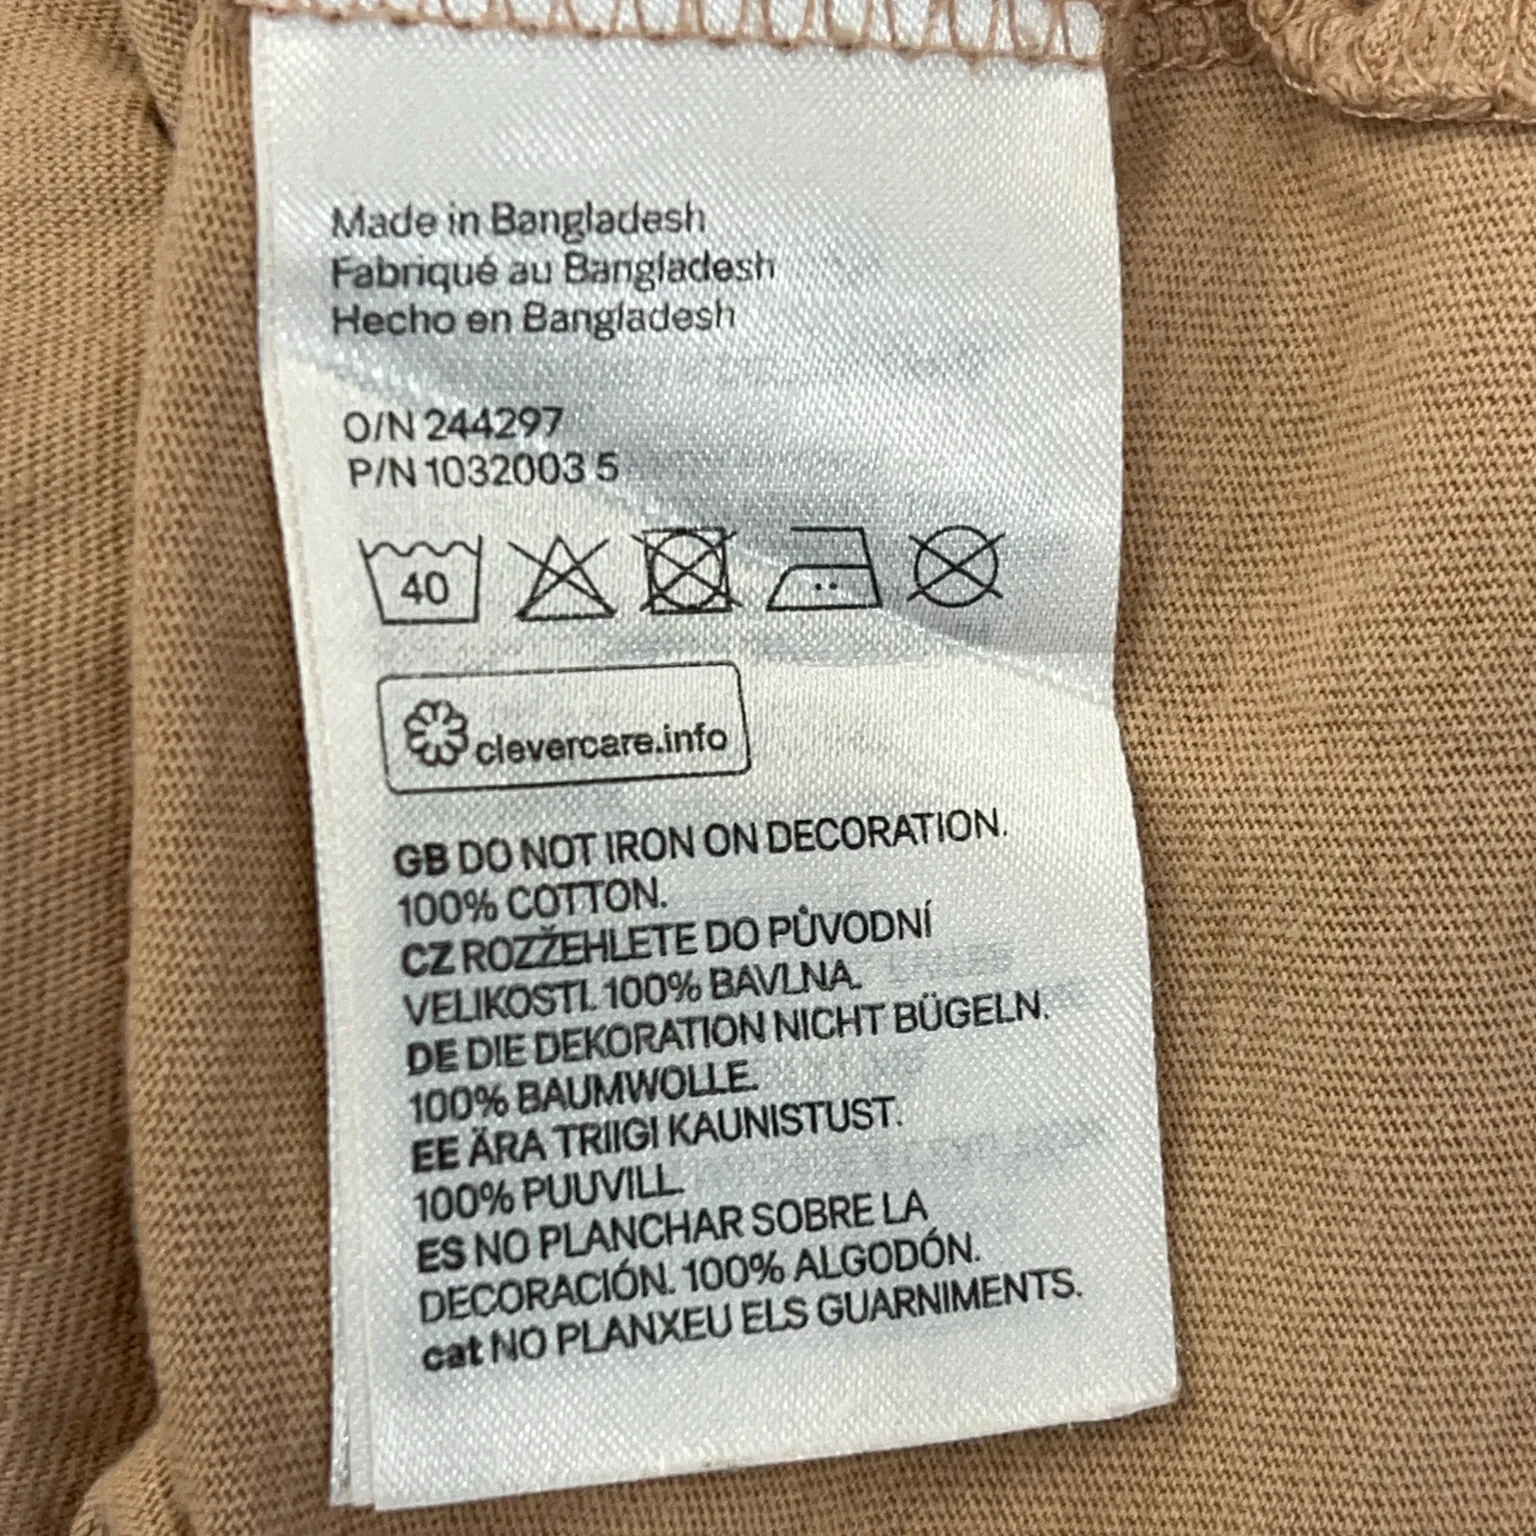 Made in Bangladesh
Fabriqué au Bangladesh
Hecho en Bangladesh
O/N 244297
P/N 1032003 5
40
clevercare.info
GB DO NOT IRON ON DECORATION.
100% COTTON.
CZ ROZŽEHLETE DO PŮVODNÍ
VELIKOSTI. 100% BAVLNA.
DE DIE DEKORATION NICHT BÜGELN.
100% BAUMWOLLE.
EE ÄRA TRIIGI KAUNISTUST.
100% PUUVILL.
ES NO PLANCHAR SOBRE LA
DECORACIÓN. 100% ALGODÓN.
cat NO PLANXEU ELS GUARNIMENTS.